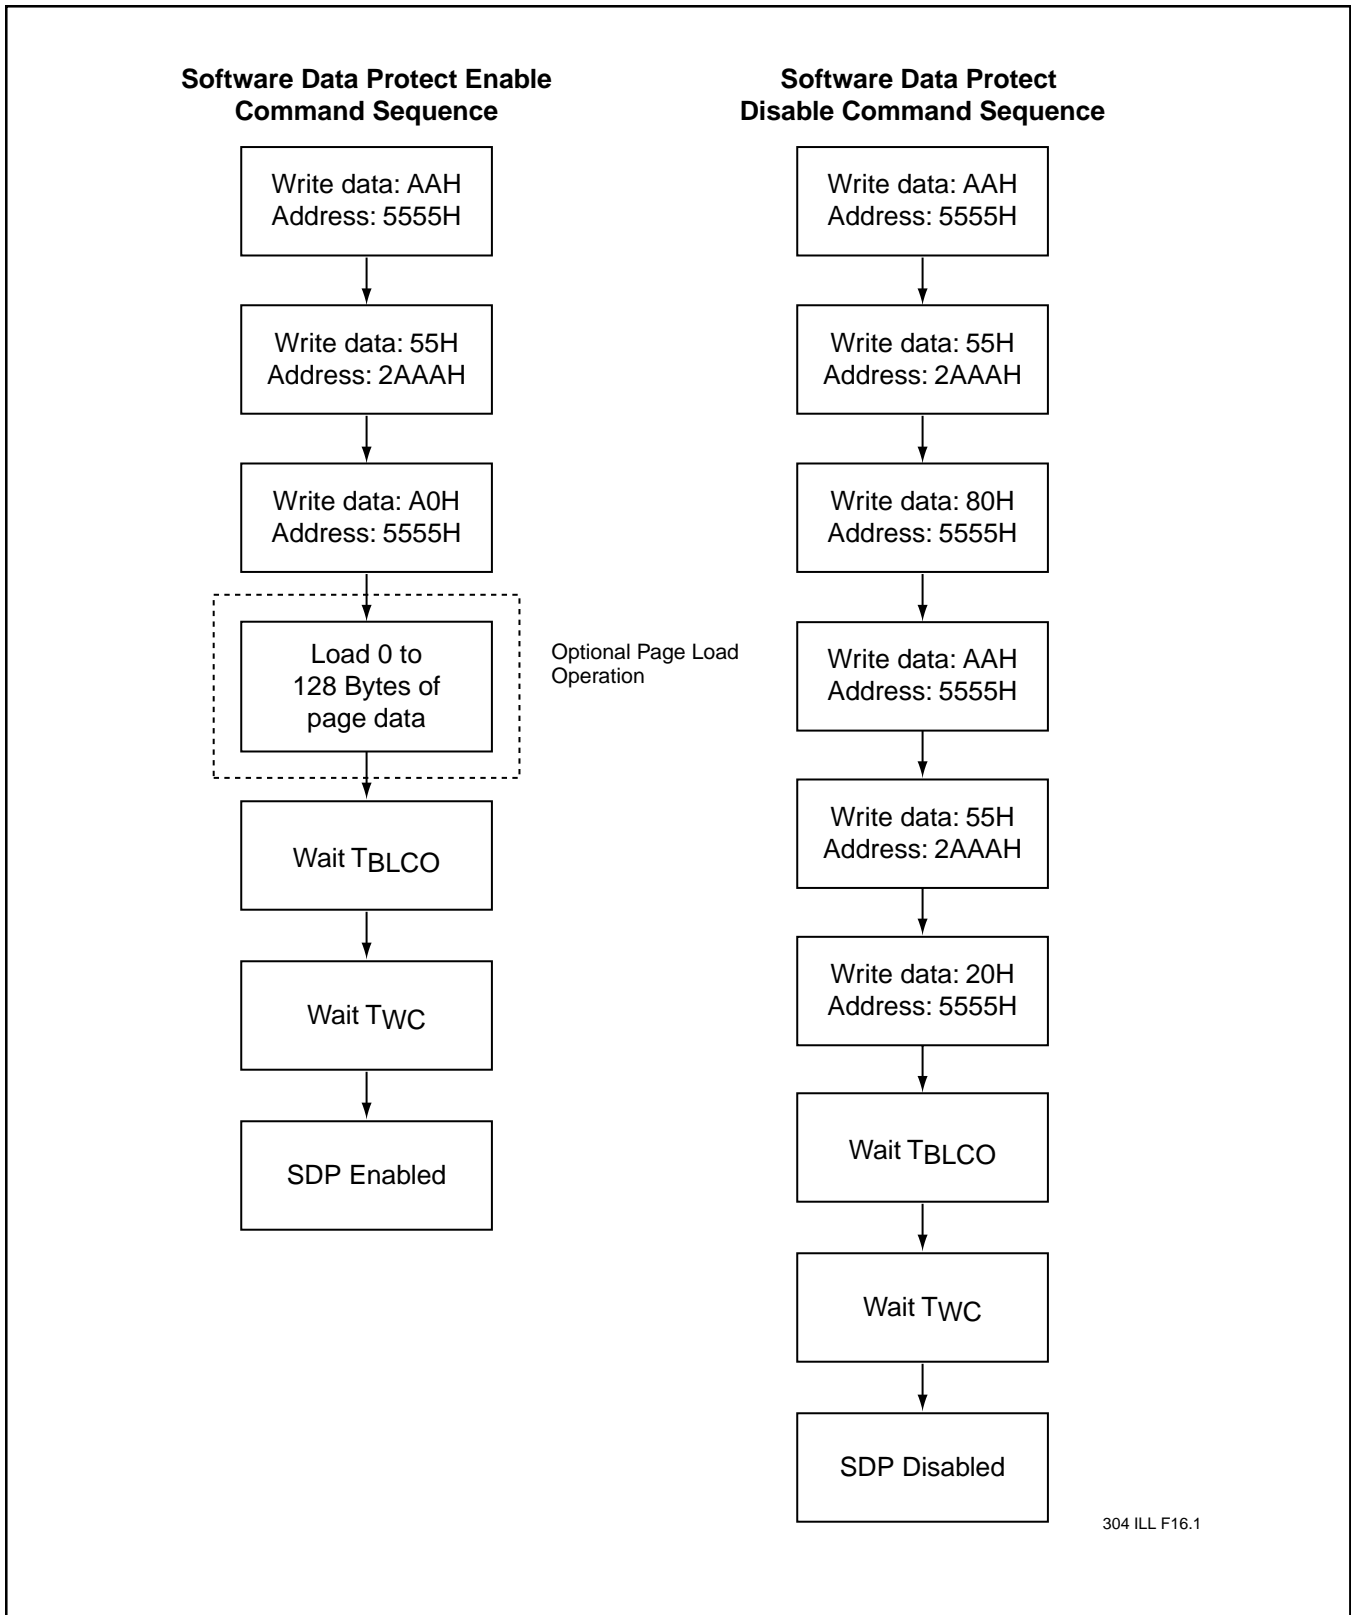 Software Data Protect Enable
Command Sequence
Write data: AAH
Address: 5555H
Write data: 55H
Address: 2AAAH
Write data: A0H
Address: 5555H
Load 0 to
128 Bytes of
page data
Optional Page Load
Operation
Wait TBLCO
Wait TWC
SDP Enabled
Software Data Protect
Disable Command Sequence
Write data: AAH
Address: 5555H
Write data: 55H
Address: 2AAAH
Write data: 80H
Address: 5555H
Write data: AAH
Address: 5555H
Write data: 55H
Address: 2AAAH
Write data: 20H
Address: 5555H
Wait TBLCO
Wait TWC
SDP Disabled
304 ILL F16.1